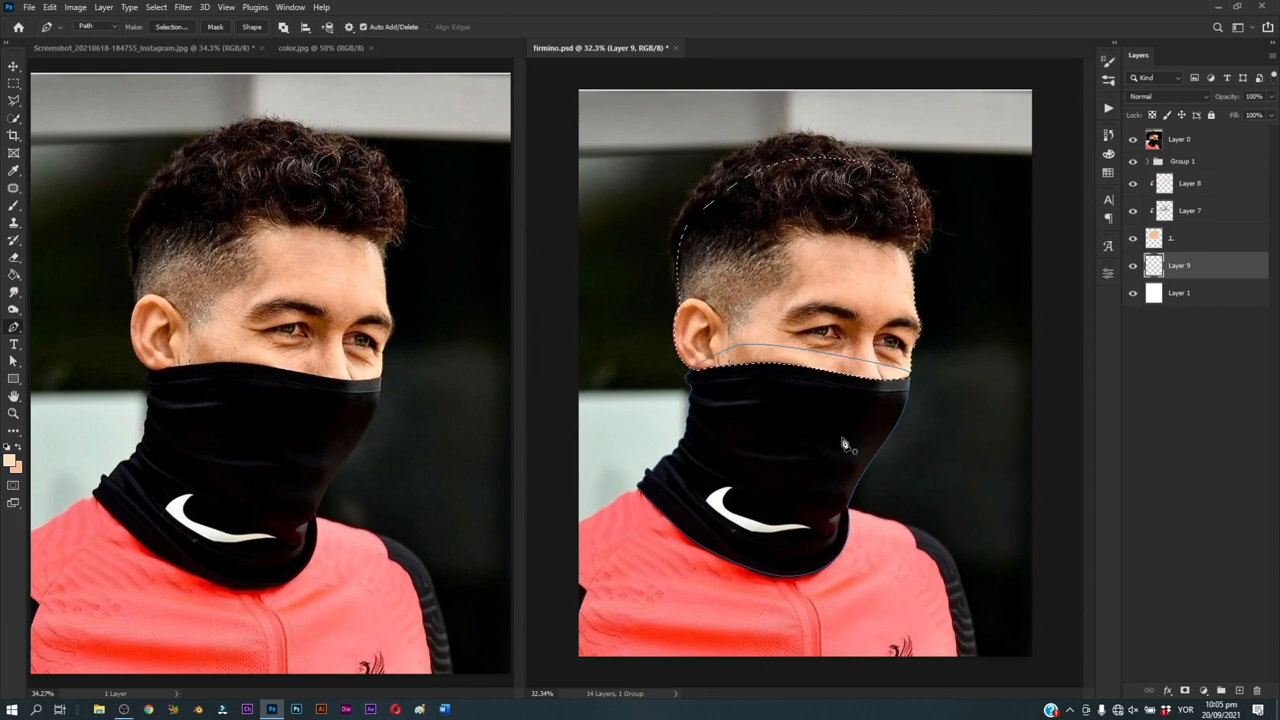 File Edit Image Layer Type Select Filter 3D View Plugins Window Help
Path Make: Selection... Mask Shape Auto Add/Delete Align Edges
Screenshot_20210618-184755_Instagram.jpg @ 34.3% (RGB/8) * color.jpg @ 50% (RGB/8) firmino.psd @ 32.3% (Layer 9, RGB/8) *
Layers
Kind
Normal Opacity: 100%
Lock: Fill: 100%
Layer 0
Group 1
Layer 8
Layer 7
Layer 9
Layer 1
34.27% 1 Layer 32.34% 14 Layers, 1 Group
YOR 10:05 pm
20/09/2021